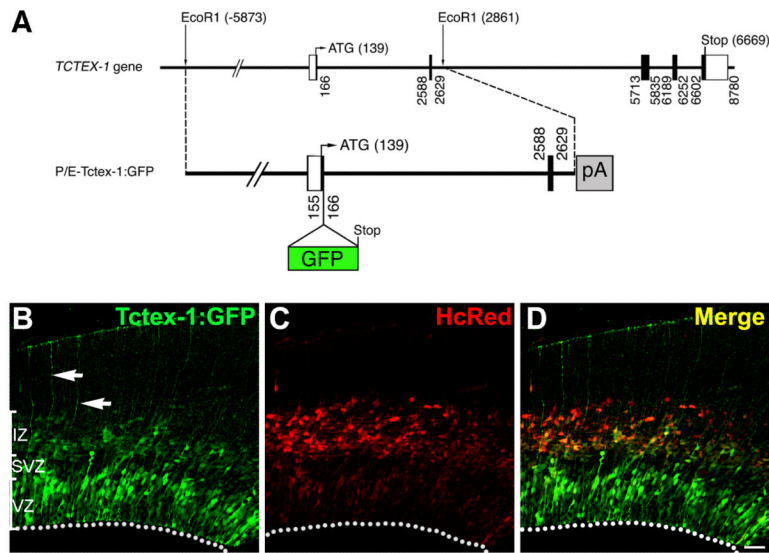 A
EcoR1 (-5873)
EcoR1 (2861)
ATG (139)
Stop (6669)
TCTEX-1 gene
166
2588
2629
5713
5835
6189
6252
6602
8780
P/E-Tctex-1:GFP
ATG (139)
2588
2629
pA
155
166
Stop
GFP
B Tctex-1:GFP
C HcRed
D Merge
IZ
SVZ
VZ